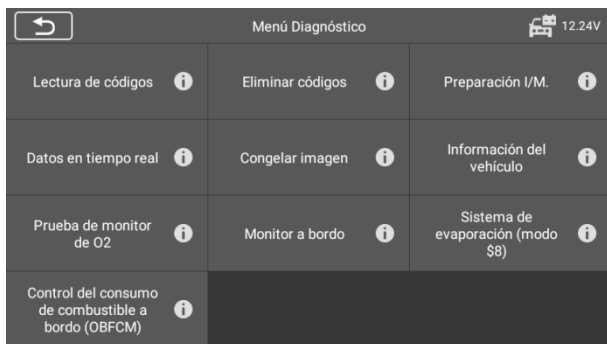 Menú Diagnóstico
12.24V
Lectura de códigos
Eliminar códigos
Preparación I/M.
Datos en tiempo real
Congelar imagen
Información del
vehículo
Prueba de monitor
de O2
Monitor a bordo
Sistema de
evaporación (modo
$8)
Control del consumo
de combustible a
bordo (OBFCM)